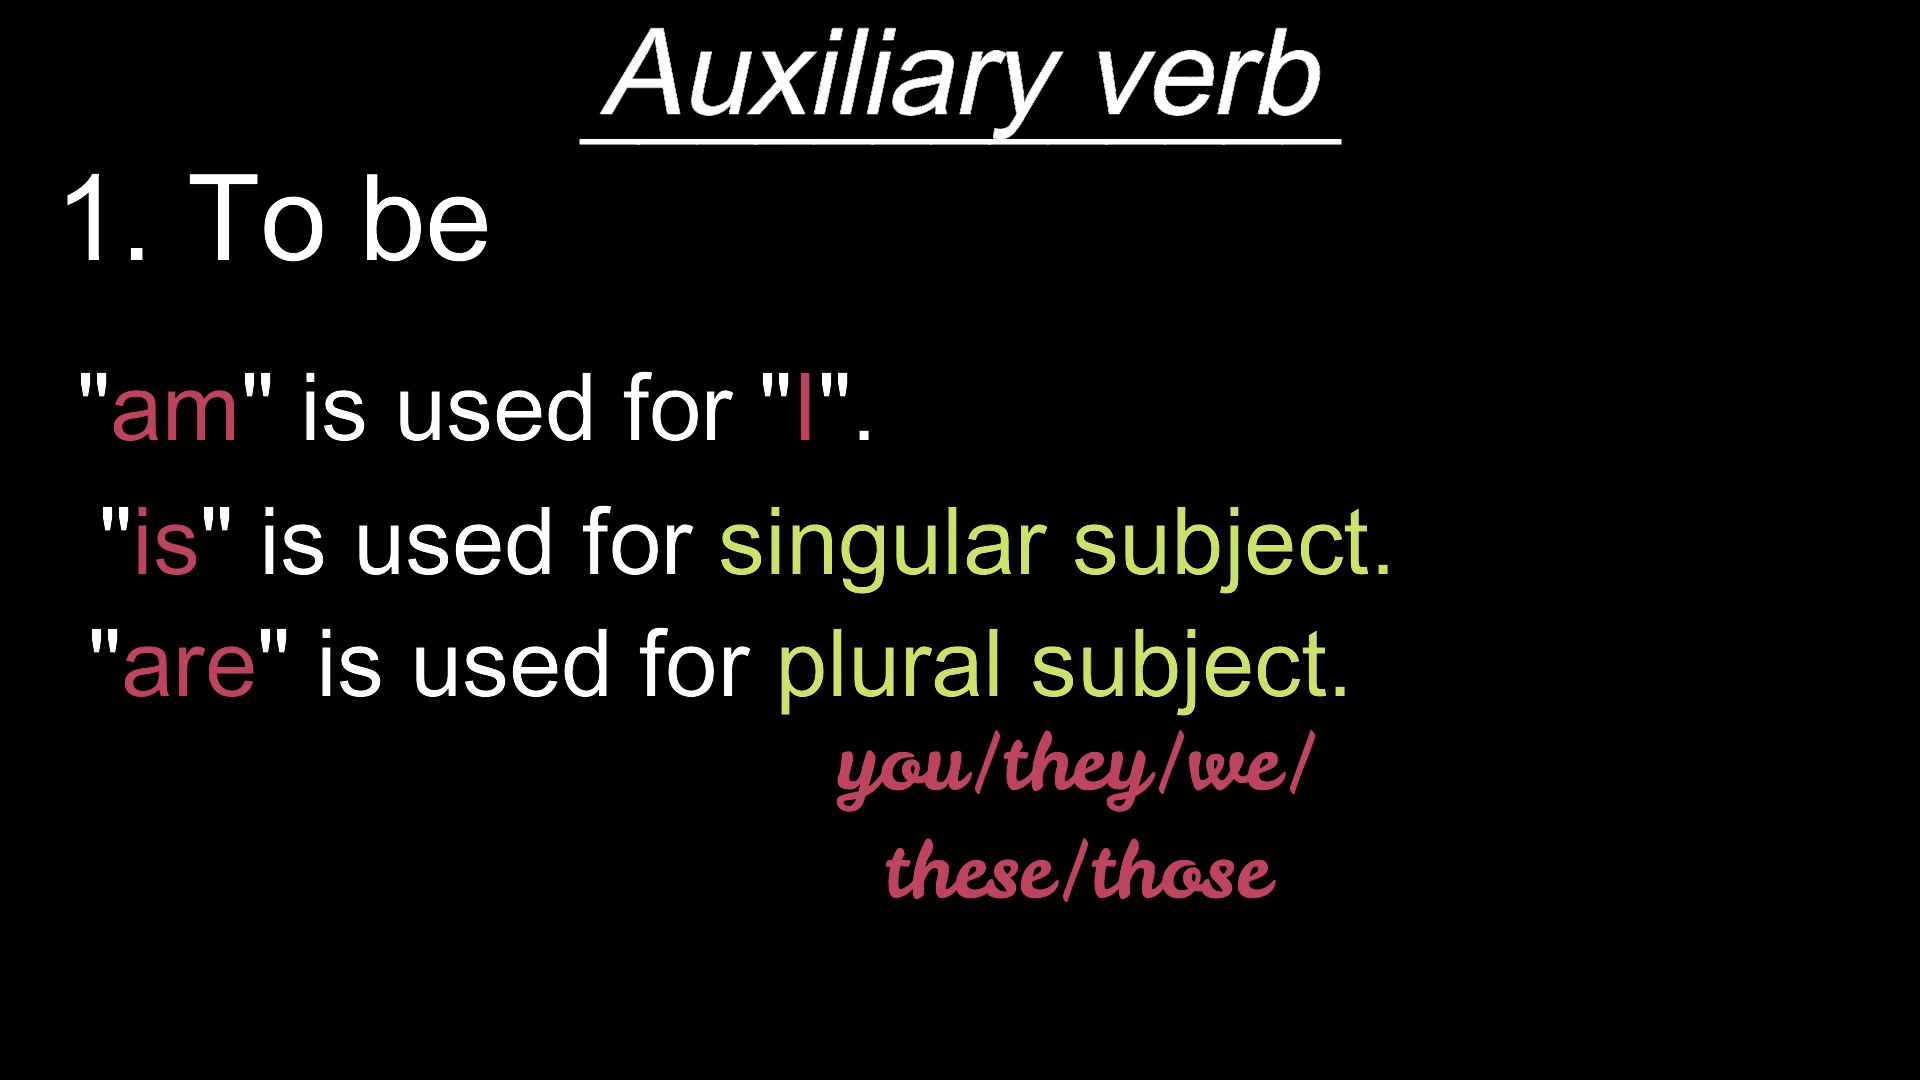 Auxiliary verb
1. To be
"am" is used for "I".
"is" is used for singular subject.
"are" is used for plural subject.
you/they/we/
these/those